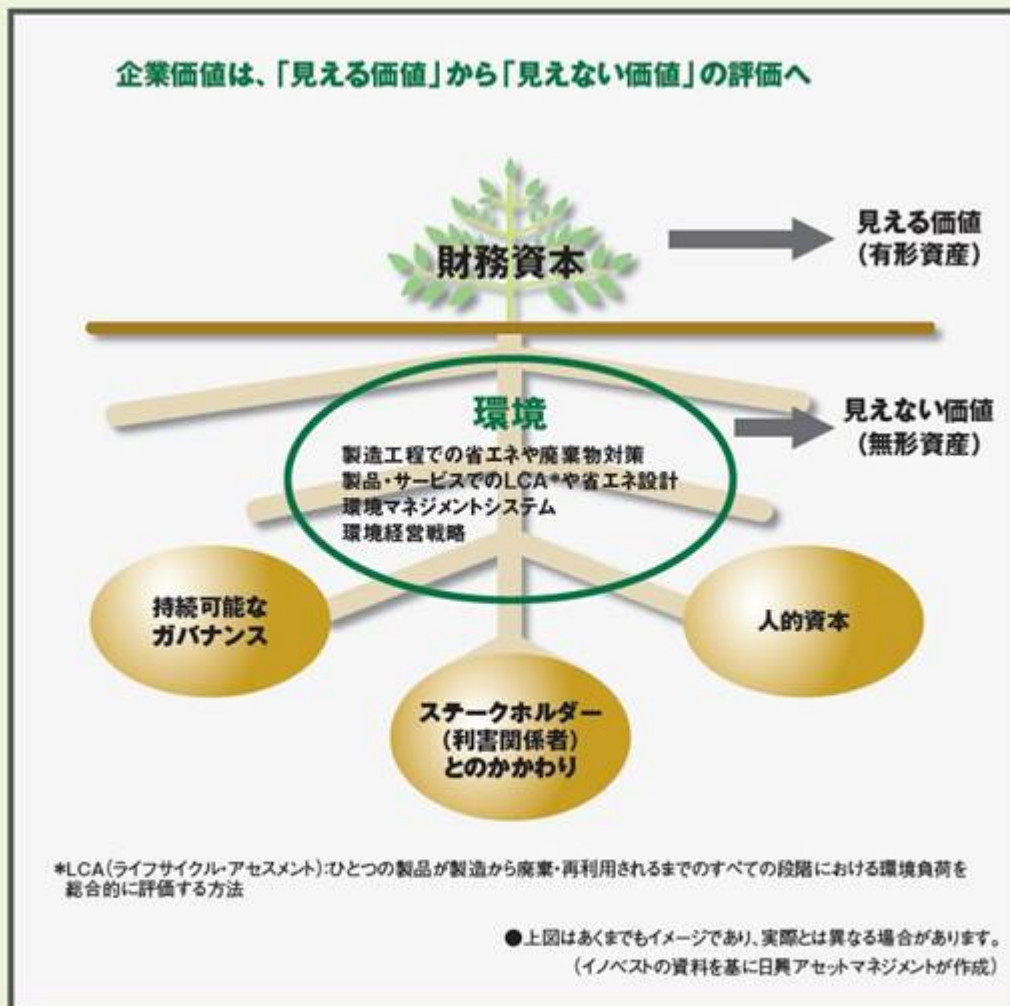 企業価値は、「見える価値」から「見えない価値」の評価へ
財務資本
見える価値
(有形資産)
環境
製造工程での省エネや廃棄物対策
製品・サービスでのLCA*や省エネ設計
環境マネジメントシステム
環境経営戦略
見えない価値
(無形資産)
持続可能な
ガバナンス
ステークホルダー
(利害関係者)
とのかかわり
人的資本
*LCA(ライフサイクル・アセスメント):ひとつの製品が製造から廃棄・再利用されるまでのすべての段階における環境負荷を
総合的に評価する方法
●上図はあくまでもイメージであり、実際とは異なる場合があります。
(イノベストの資料を基に日興アセットマネジメントが作成)